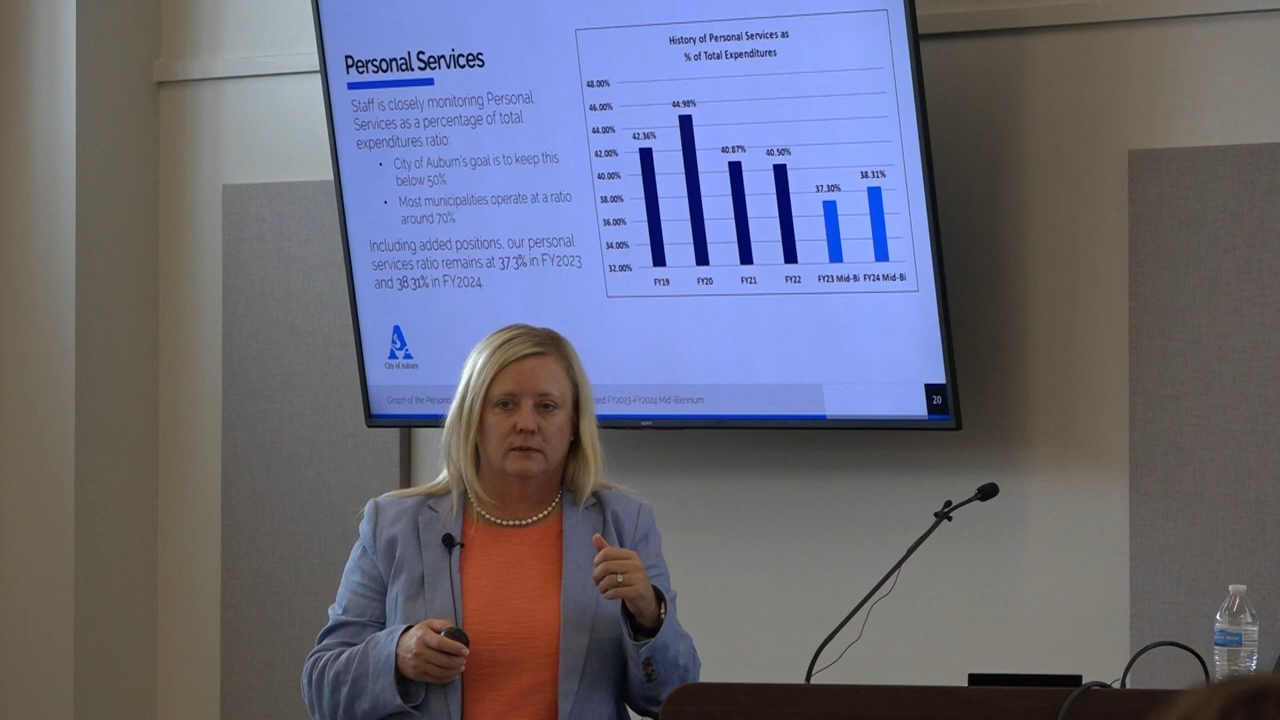 Personal Services
Staff is closely monitoring Personal
Services as a percentage of total
expenditures ratio:
• City of Auburn's goal is to keep this
below 50%
• Most municipalities operate at a ratio
around 70%
Including added positions, our personal
services ratio remains at 37.3% in FY2023
and 38.31% in FY2024.
City of Auburn
History of Personal Services as
% of Total Expenditures
48.00%
46.00%
44.00%
42.00%
40.00%
38.00%
36.00%
34.00%
32.00%
42.36%
44.98%
40.87%
40.50%
37.30%
38.31%
FY19 FY20 FY21 FY22 FY23 Mid-Bi FY24 Mid-Bi
Graph of the FY2023-FY2024 Mid-Biennium
20
SONY